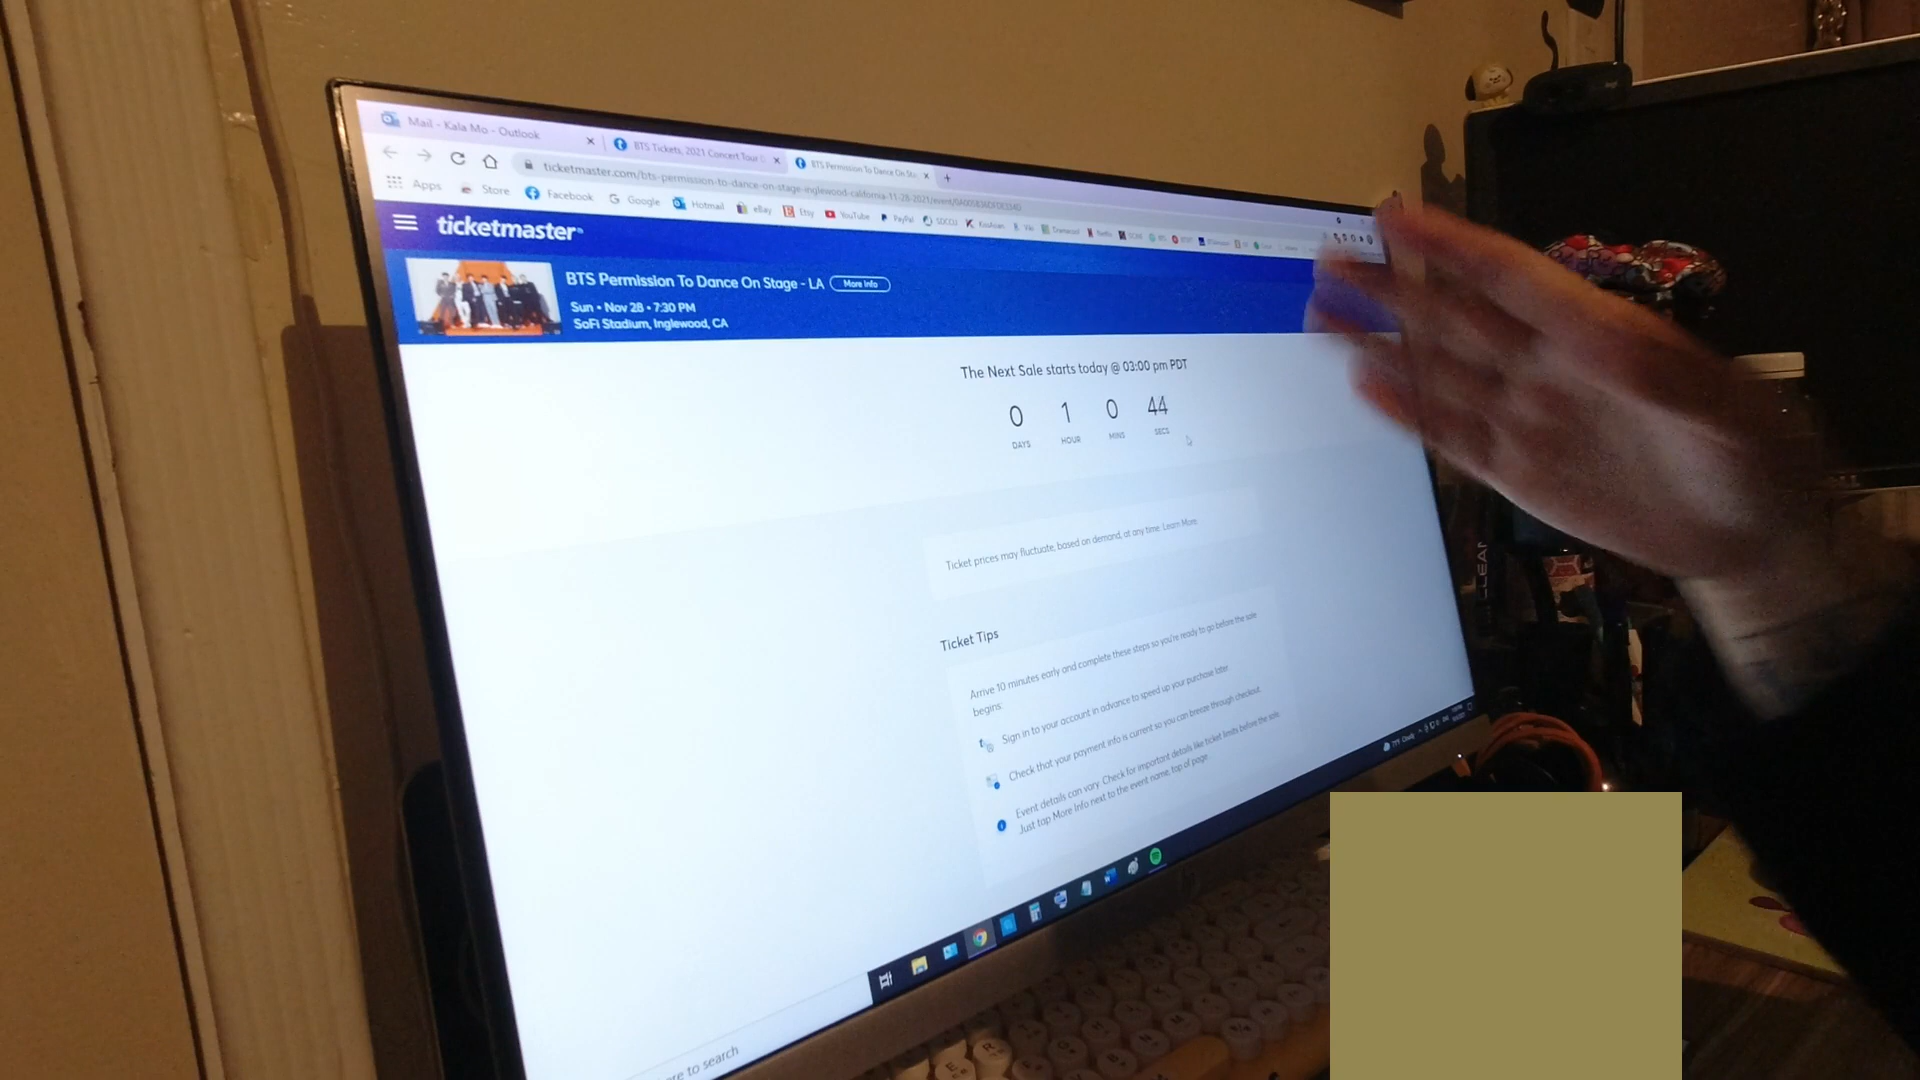 Mail - Kala Mo - Outlook
BTS Tickets, 2021 Concert Tour
BTS Permission To Dance On Sta
ticketmaster.com/bts-permission-to-dance-on-stage-inglewood-california-11-28-2021/event/
Apps
Store
Facebook
Google
Hotmail
eBay
Etsy
YouTube
PayPal
ticketmaster
BTS Permission To Dance On Stage - LA
More Info
Sun • Nov 28 • 7:30 PM
SoFi Stadium, Inglewood, CA
The Next Sale starts today @ 03:00 pm PDT
0 1 0 44
DAYS HOUR MINS SECS
Ticket prices may fluctuate, based on demand, at any time. Learn More
Ticket Tips
Arrive 10 minutes early and complete these steps so you're ready to go before the sale
begins:
Sign in to your account in advance to speed up your purchase later.
Check that your payment info is current so you can breeze through checkout.
Event details can vary. Check for important details like ticket limits before the sale.
Just tap More Info next to the event name, top of page.
re to search
CLEAN